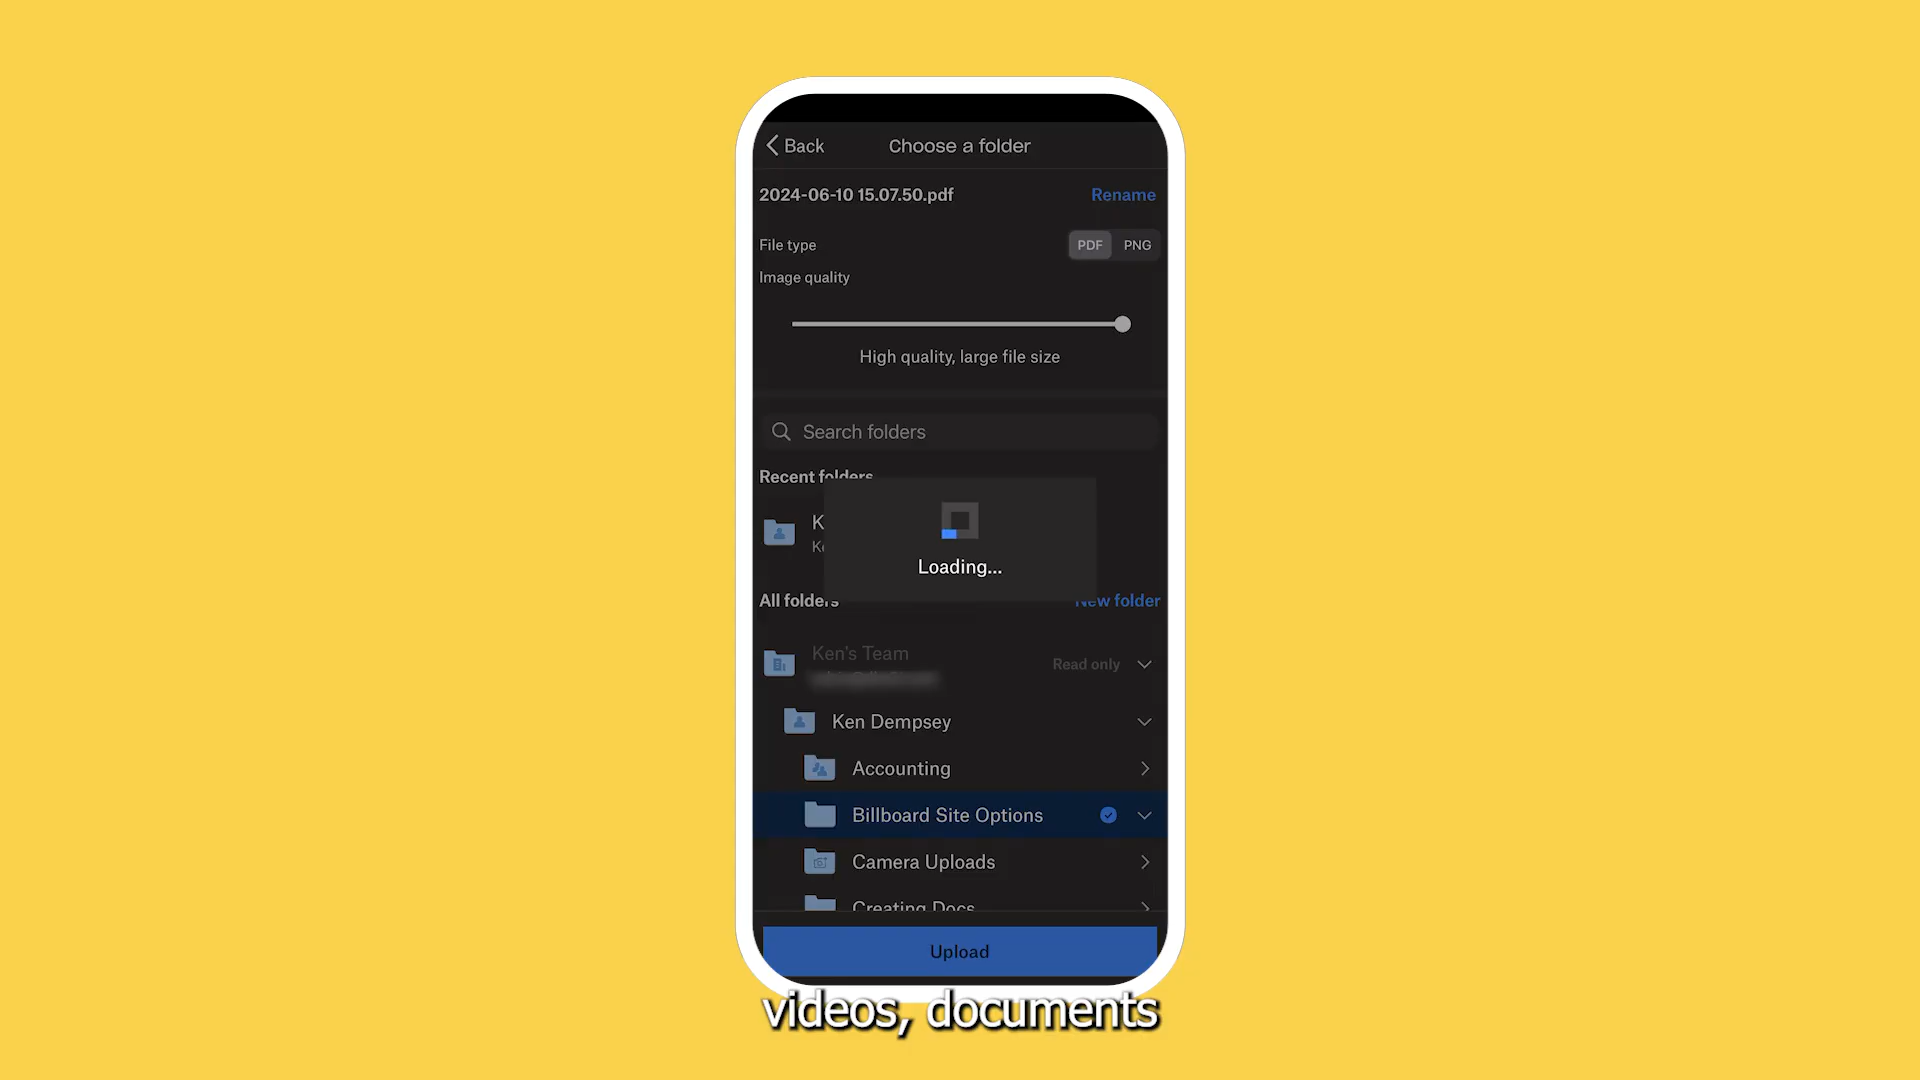 Back
Choose a folder
2024-06-10 15.07.50.pdf
Rename
File type
PDF PNG
Image quality
High quality, large file size
Search folders
Recent folders
Loading...
All folders
New folder
Ken's Team
Read only
Ken Dempsey
Accounting
Billboard Site Options
Camera Uploads
Creating Docs
Upload
videos, documents